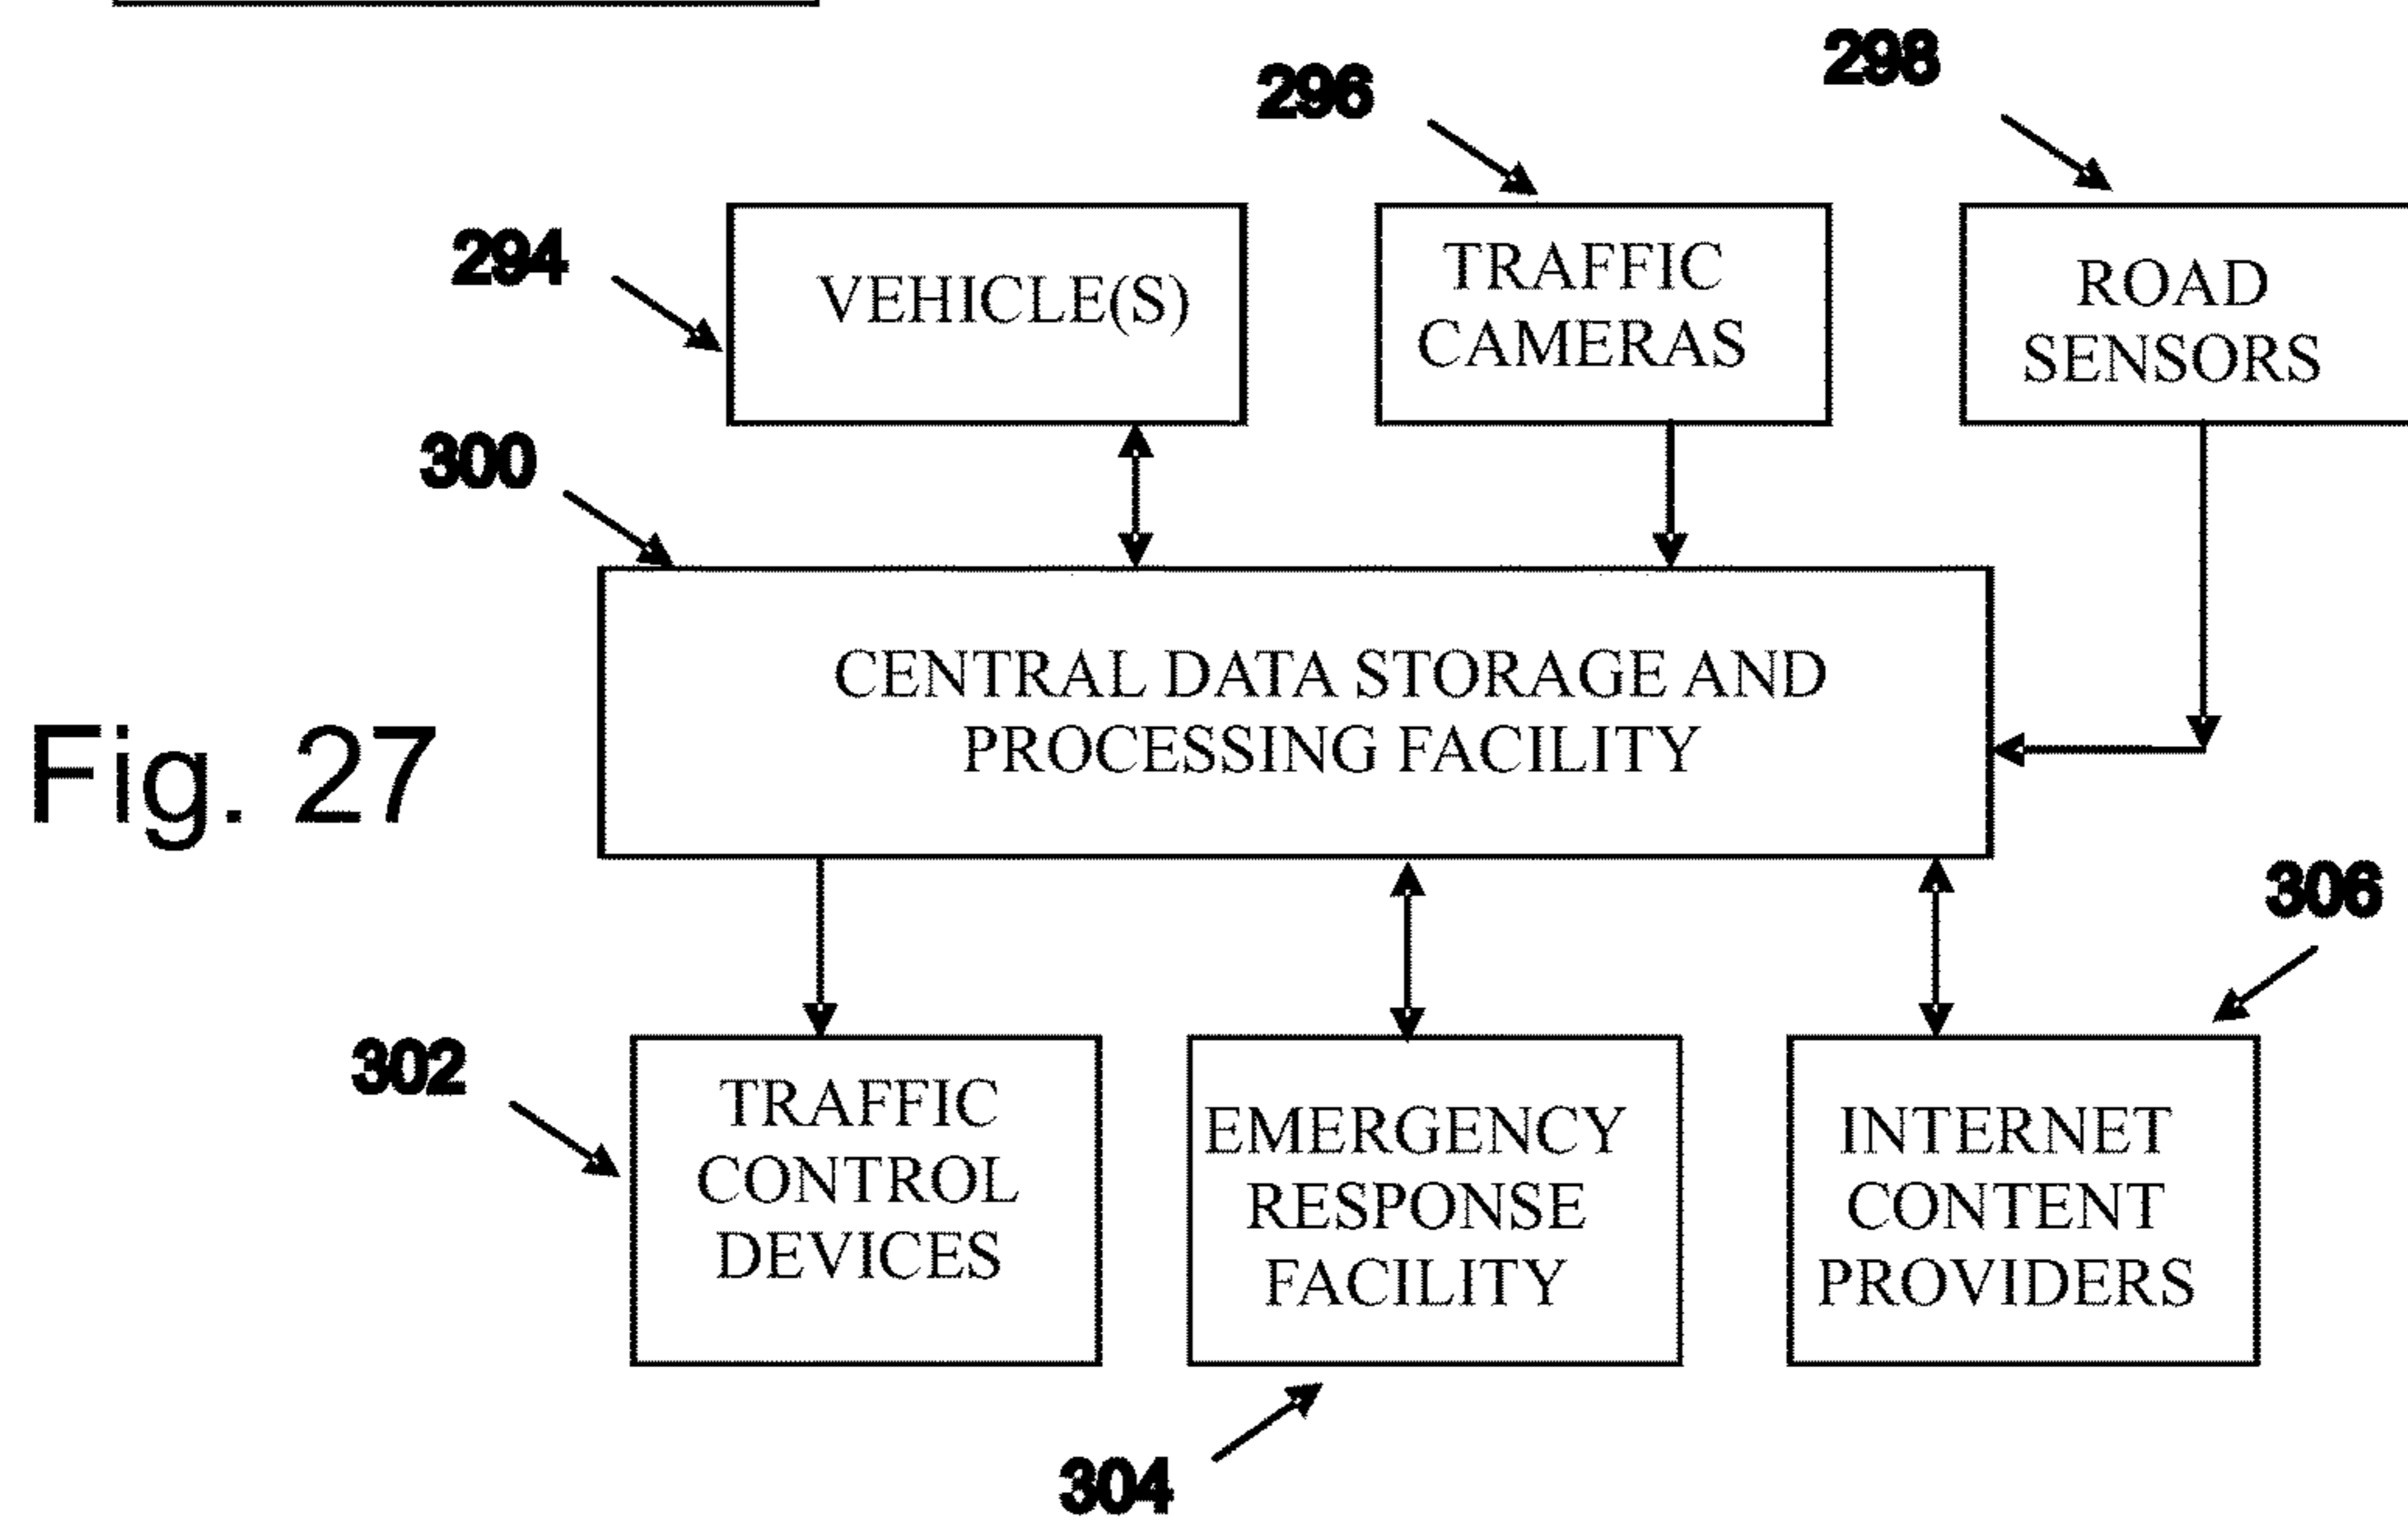 298
296
294
VEHICLE(S)
TRAFFIC
CAMERAS
ROAD
SENSORS
300
CENTRAL DATA STORAGE AND
PROCESSING FACILITY
Fig. 27
306
302
TRAFFIC
CONTROL
DEVICES
EMERGENCY
RESPONSE
FACILITY
INTERNET
CONTENT
PROVIDERS
304